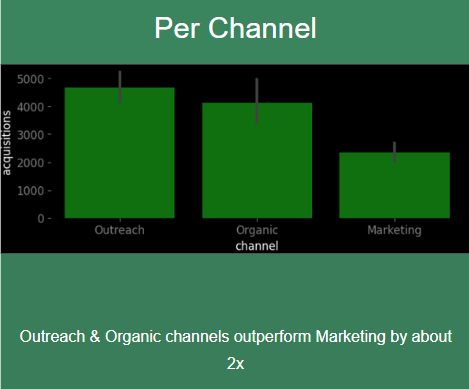 Per Channel
acquisitions
5000
4000
3000
2000
1000
0
Outreach Organic Marketing
channel
Outreach & Organic channels outperform Marketing by about
2x